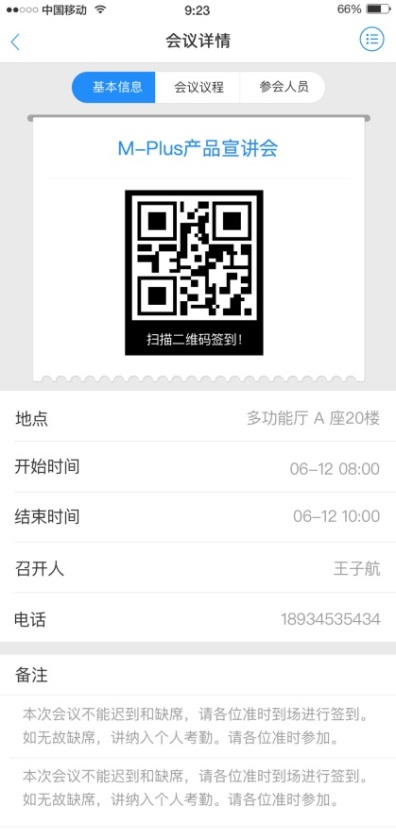 中国移动 9:23 66%
会议详情
基本信息 会议议程 参会人员
M-Plus产品宣讲会
扫描二维码签到!
地点 多功能厅 A 座20楼
开始时间 06-12 08:00
结束时间 06-12 10:00
召开人 王子航
电话 18934535434
备注
本次会议不能迟到和缺席，请各位准时到场进行签到。
如无故缺席，讲纳入个人考勤。请各位准时参加。
本次会议不能迟到和缺席，请各位准时到场进行签到。
如无故缺席，讲纳入个人考勤。请各位准时参加。